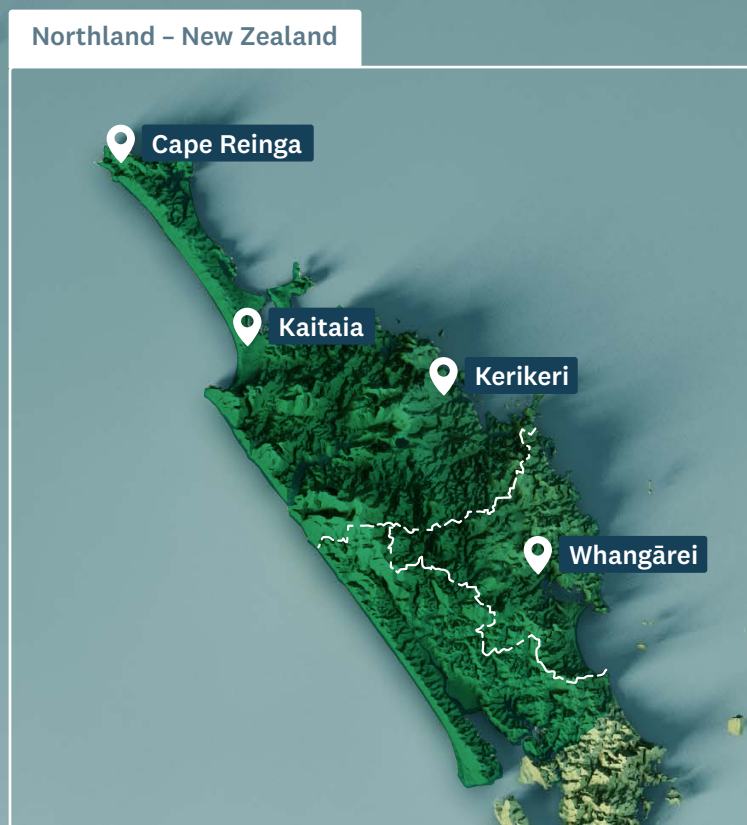 Northland – New Zealand
Cape Reinga
Kaitaia
Kerikeri
Whangārei